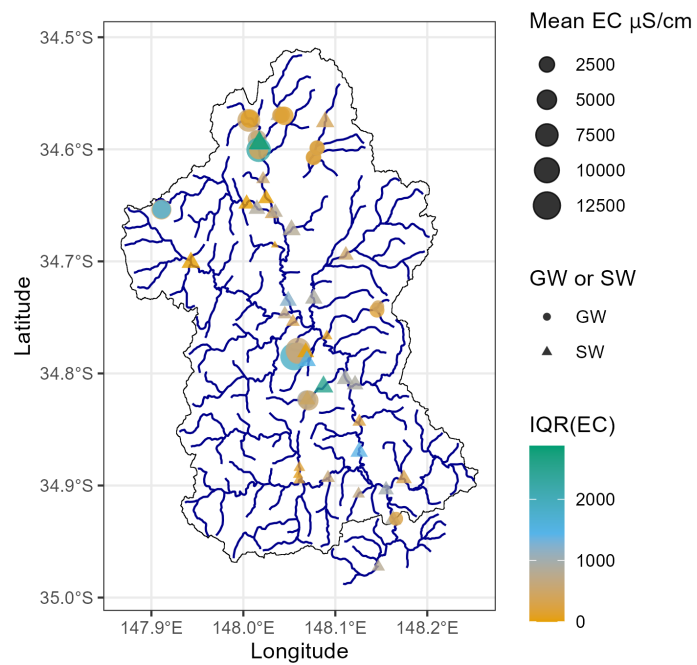 34.5°S
34.6°S
34.7°S
34.8°S
34.9°S
35.0°S
Latitude
147.9°E 148.0°E 148.1°E 148.2°E
Longitude
Mean EC µS/cm
2500
5000
7500
10000
12500
GW or SW
GW
SW
IQR(EC)
2000
1000
0